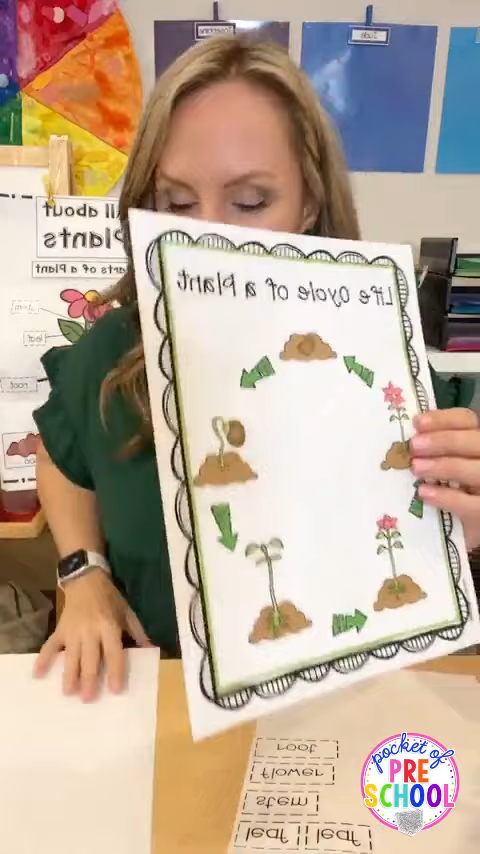 All about
Plants
Parts of a Plant
stem
leaf
root
Life Cycle of a Plant
root
flower
stem
leaf
leaf
pocket of
PRE
SCHOOL